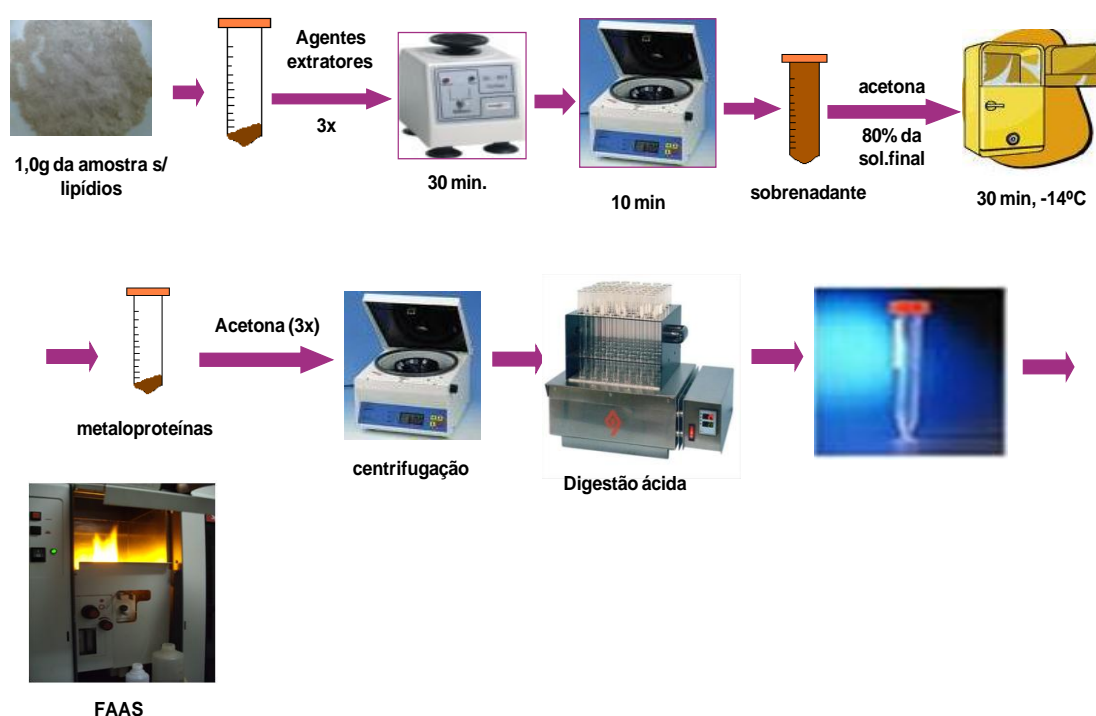 Agentes
extratores
3x
acetona
80% da
sol.final
1,0g da amostra s/
lipídios
30 min.
10 min
sobrenadante
30 min, -14ºC
Acetona (3x)
metaloproteínas
centrifugação
Digestão ácida
FAAS